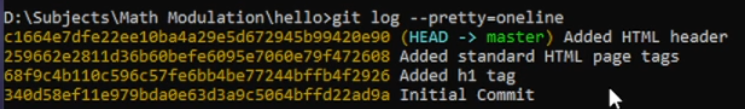 D:\Subjects\Math Modulation\hello>git log --pretty=oneline
c1664e7dfe22ee10ba4a29e5d672945b99420e90 (HEAD -> master) Added HTML header
259662e2811d36b60befe6095e7060e79f472608 Added standard HTML page tags
68f9c4b110c596c57fe6bb4be77244bffb4f2926 Added h1 tag
340d58ef11e979bda0e63d3a9c5064bffd22ad9a Initial Commit